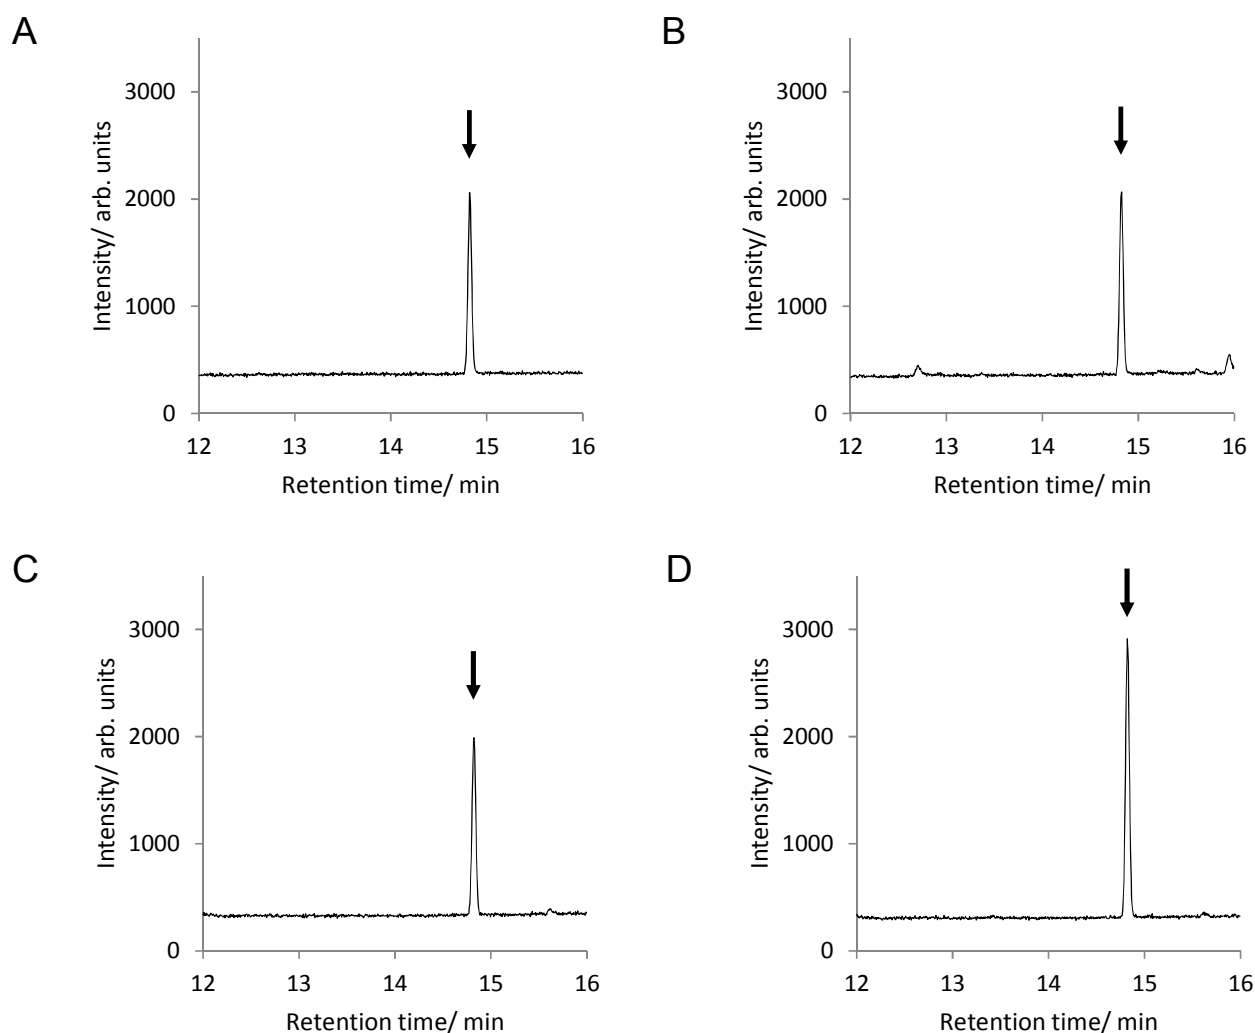 A
Intensity/ arb. units
3000
2000
1000
0
12 13 14 15 16
Retention time/ min
B
Intensity/ arb. units
3000
2000
1000
0
12 13 14 15 16
Retention time/ min
C
Intensity/ arb. units
3000
2000
1000
0
12 13 14 15 16
Retention time/ min
D
Intensity/ arb. units
3000
2000
1000
0
12 13 14 15 16
Retention time/ min